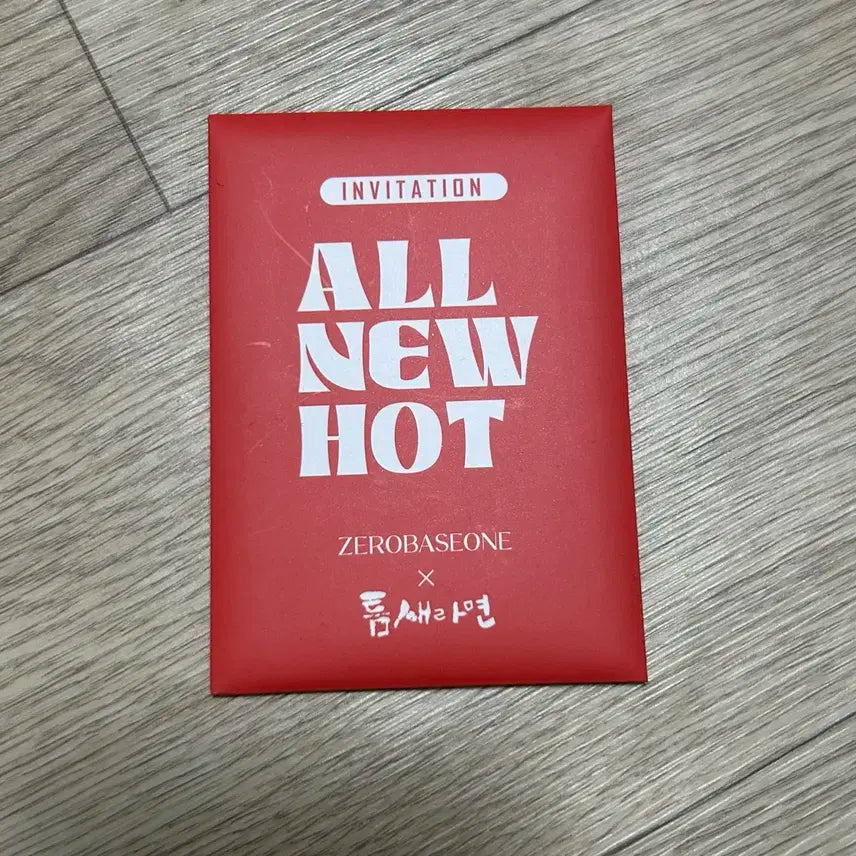 INVITATION
ALL
NEW
HOT
ZEROBASEONE
×
틈새라면